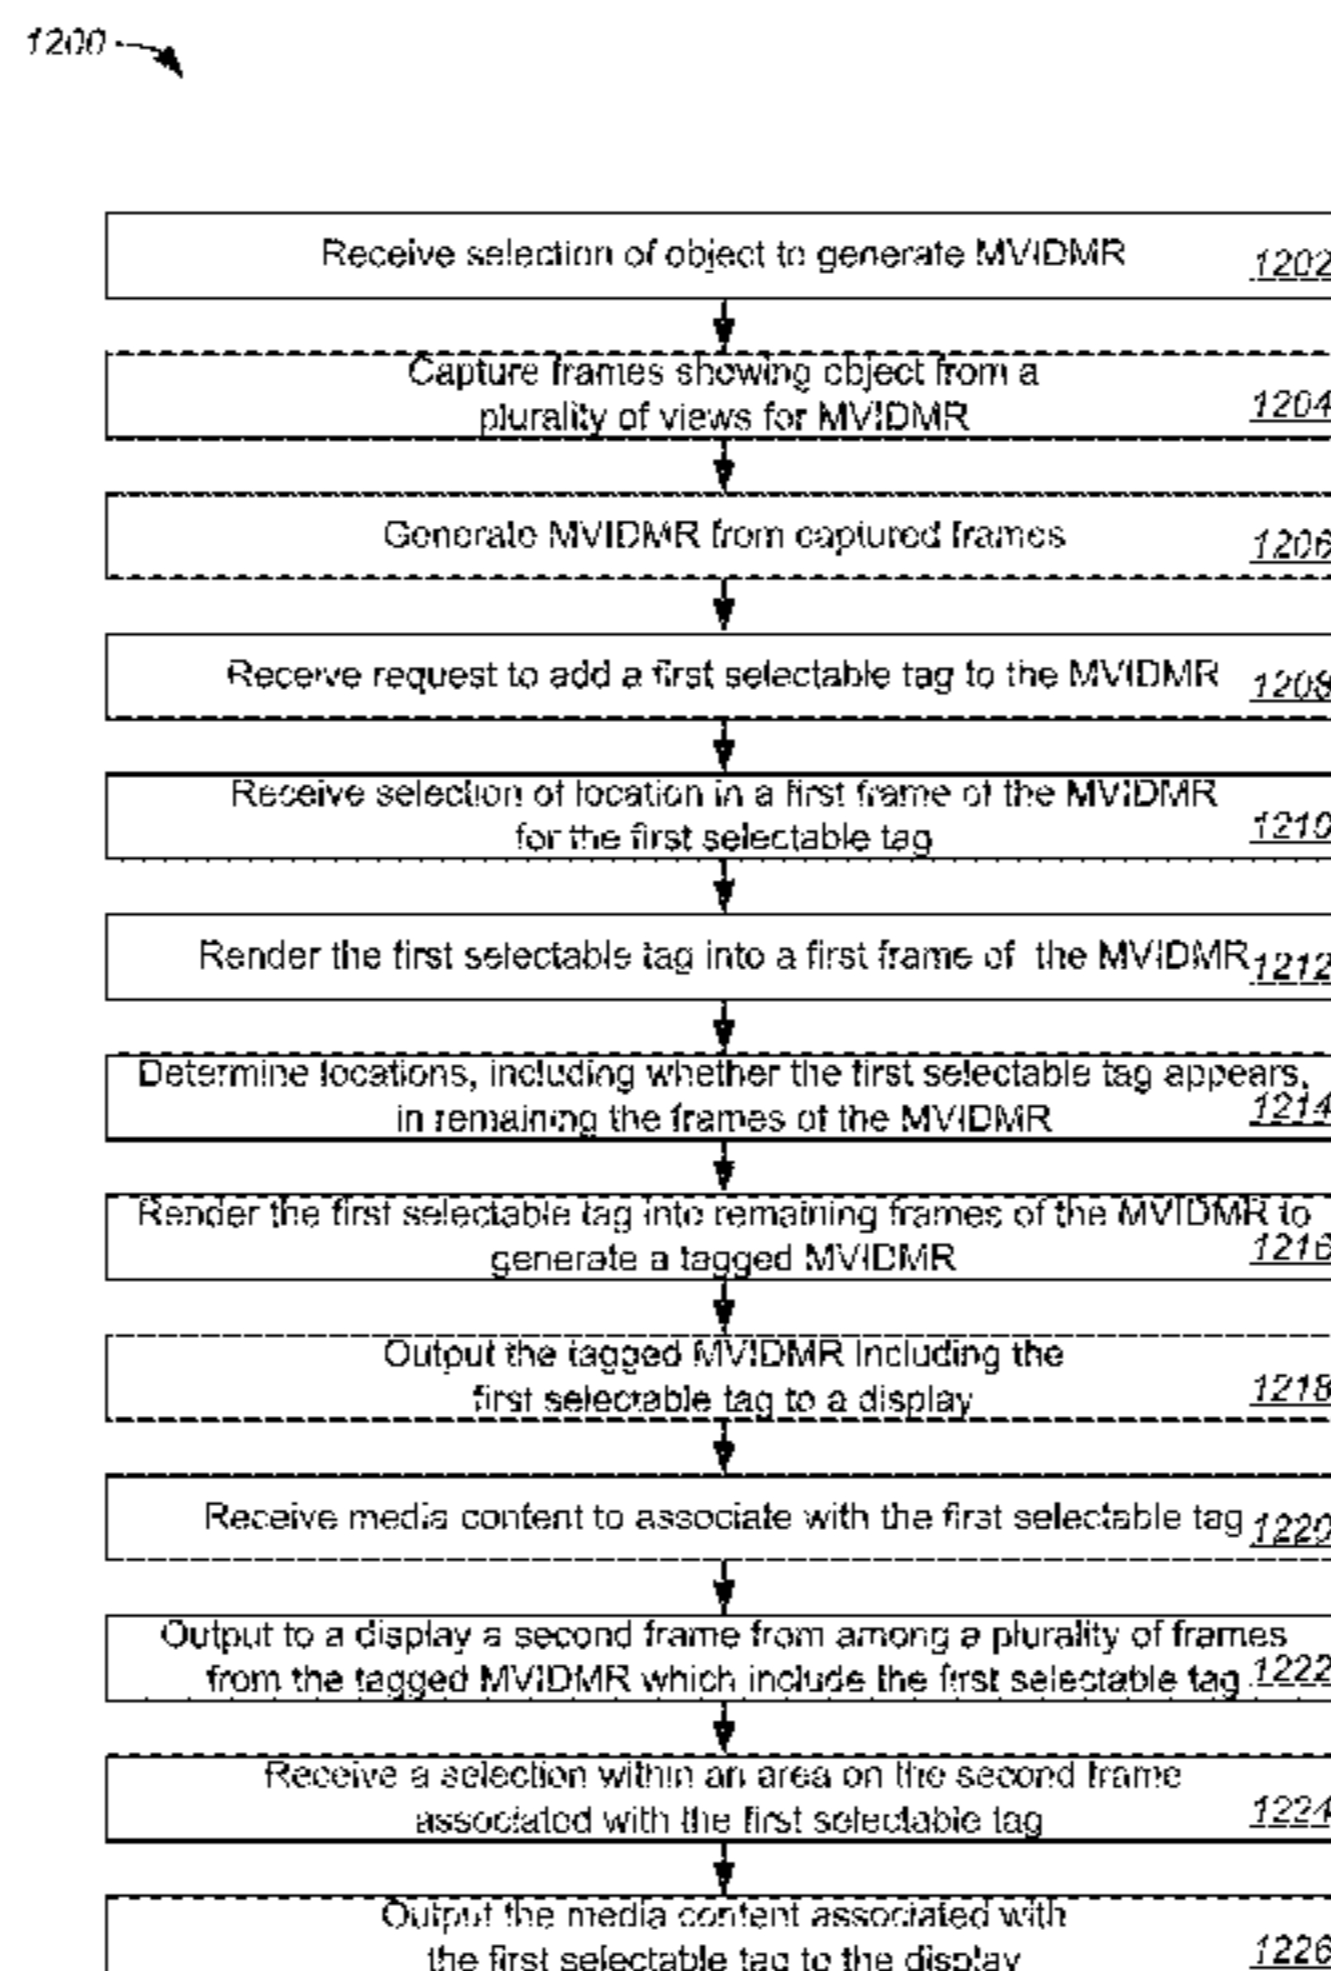 1200
Receive selection of object to generate MVIDMR 1202
Capture frames showing object from a
plurality of views for MVIDMR 1204
Generate MVIDMR from captured frames 1206
Receive request to add a first selectable tag to the MVIDMR 1208
Receive selection of location in a first frame of the MVIDMR
for the first selectable tag 1210
Render the first selectable tag into a first frame of the MVIDMR 1212
Determine locations, including whether the first selectable tag appears,
in remaining the frames of the MVIDMR 1214
Render the first selectable tag into remaining frames of the MVIDMR to
generate a tagged MVIDMR 1216
Output the tagged MVIDMR including the
first selectable tag to a display 1218
Receive media content to associate with the first selectable tag 1220
Output to a display a second frame from among a plurality of frames
from the tagged MVIDMR which include the first selectable tag 1222
Receive a selection within an area on the second frame
associated with the first selectable tag 1224
Output the media content associated with
the first selectable tag to the display 1226